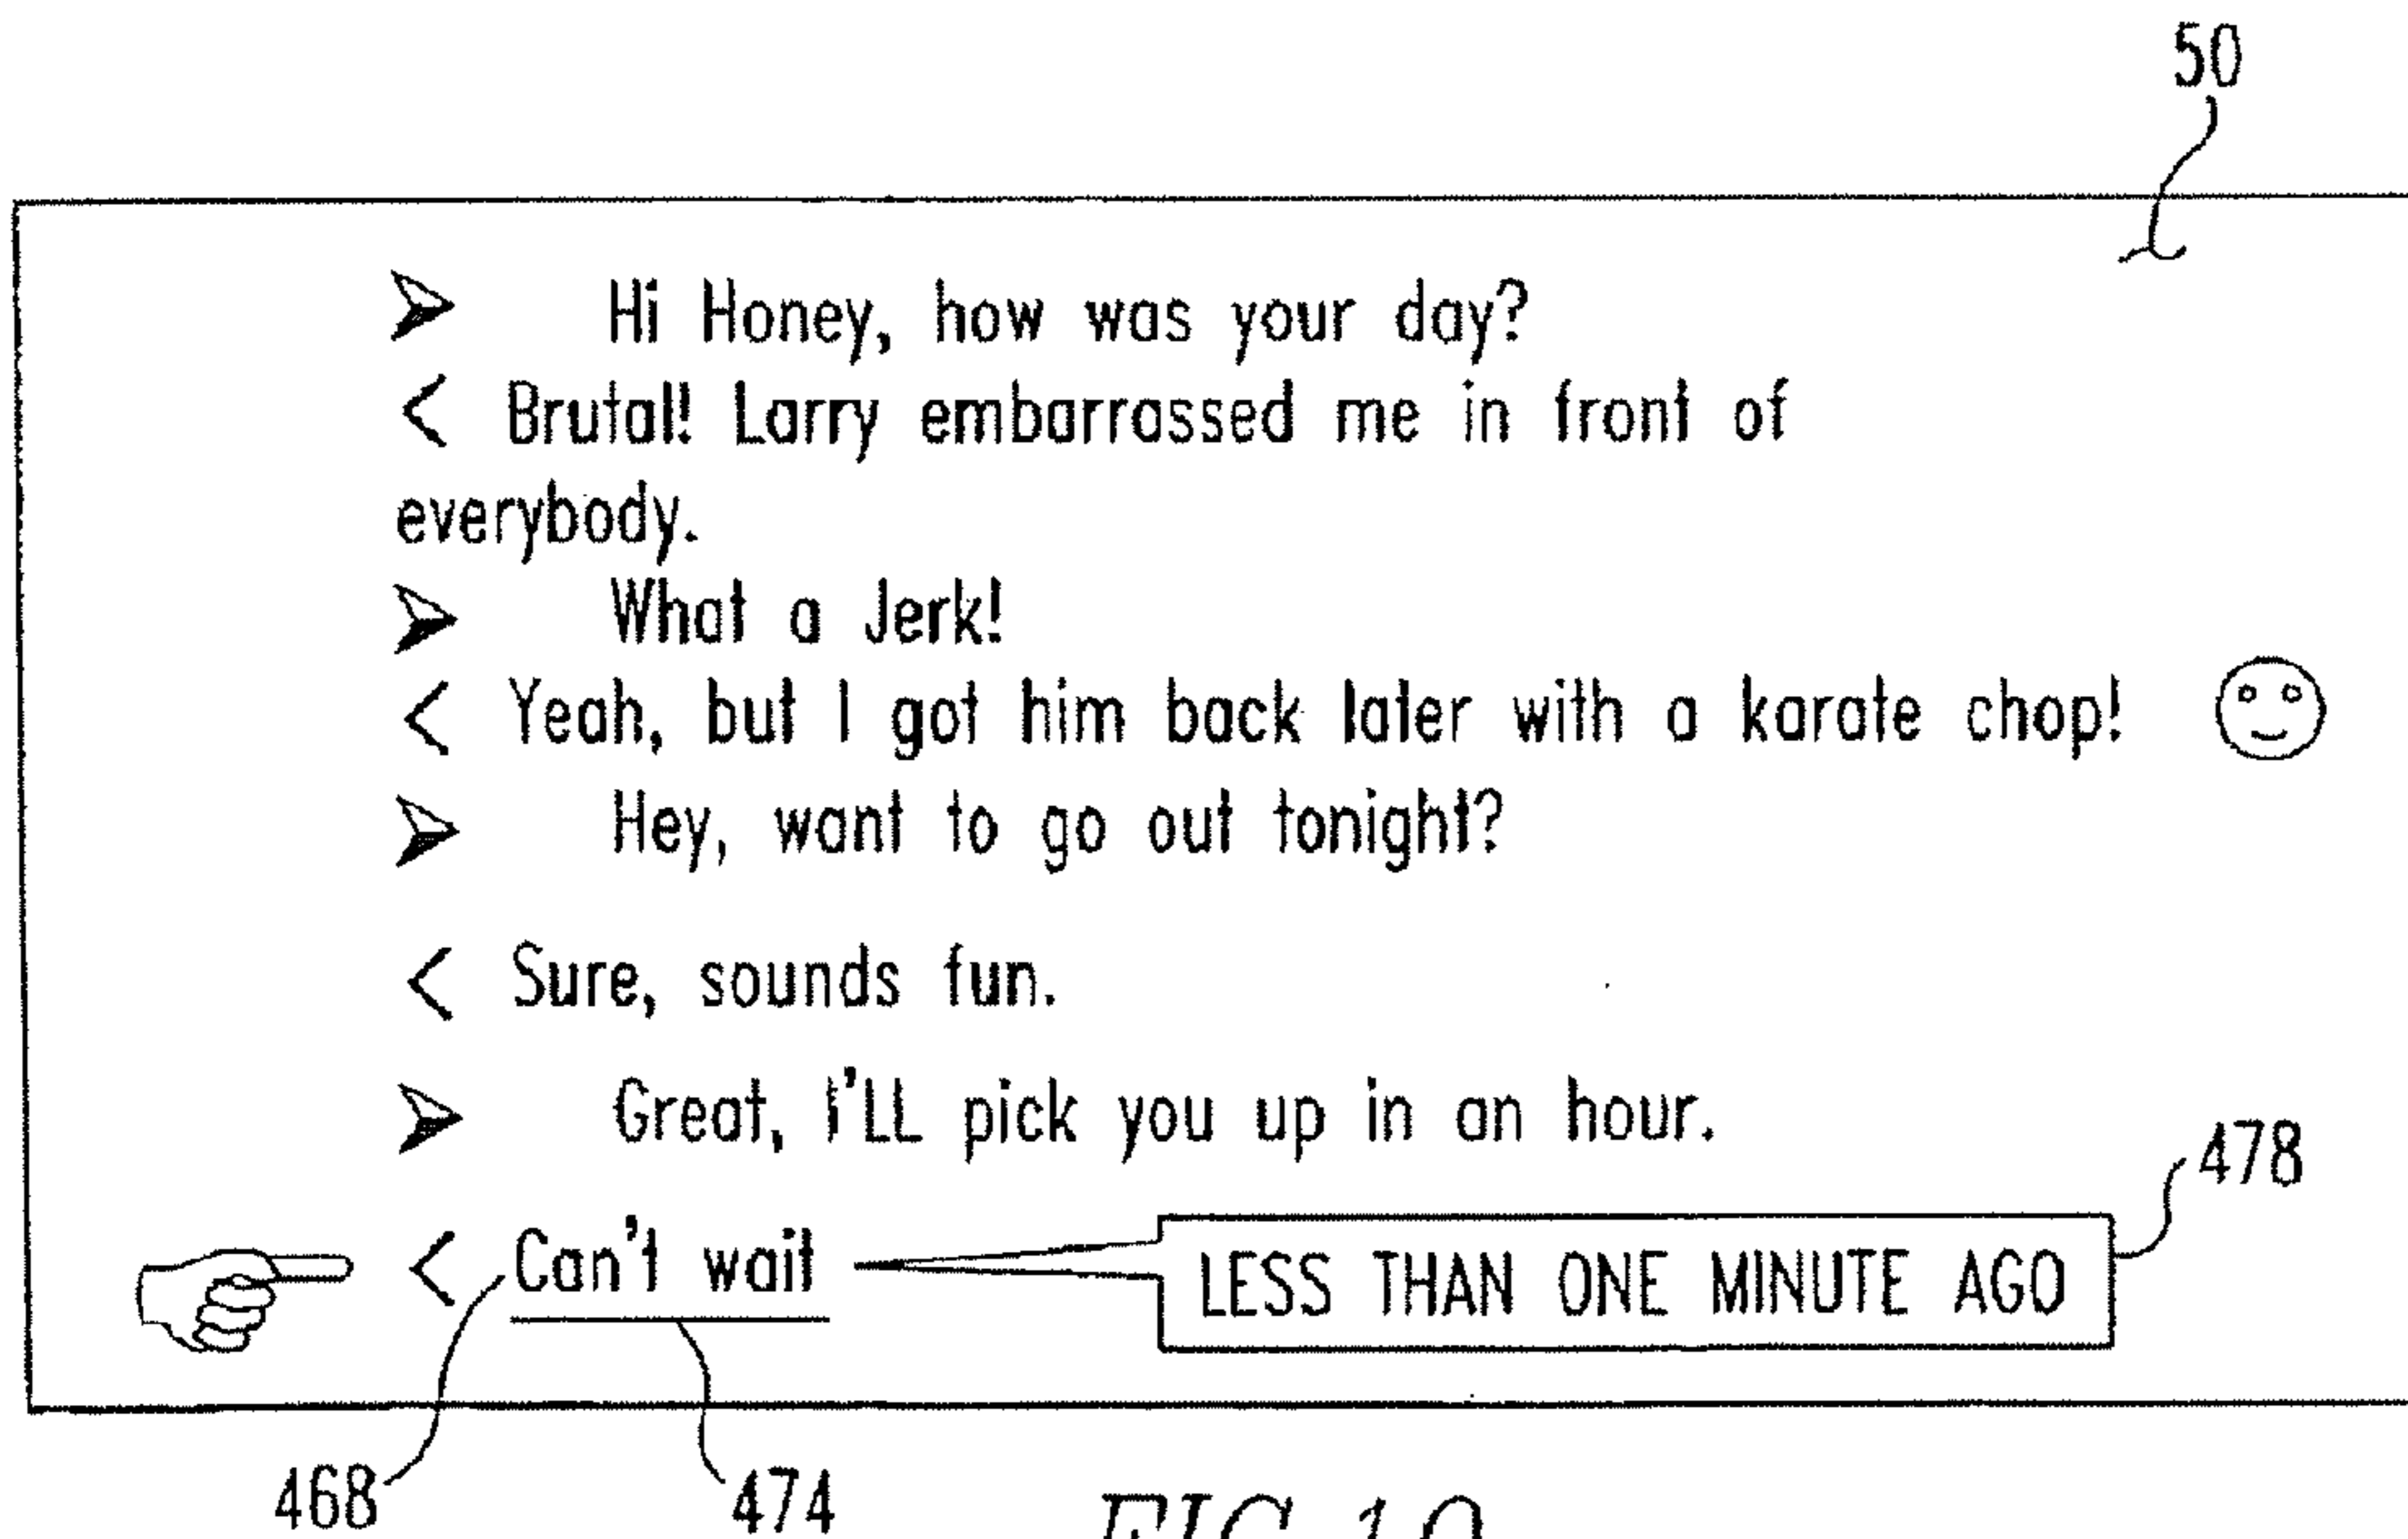 50
➢ Hi Honey, how was your day?
< Brutal! Larry embarrassed me in front of
everybody.
➢ What a Jerk!
< Yeah, but I got him back later with a karate chop!
➢ Hey, want to go out tonight?
< Sure, sounds fun.
➢ Great, I'LL pick you up in an hour.
478
< Can't wait LESS THAN ONE MINUTE AGO
468 474